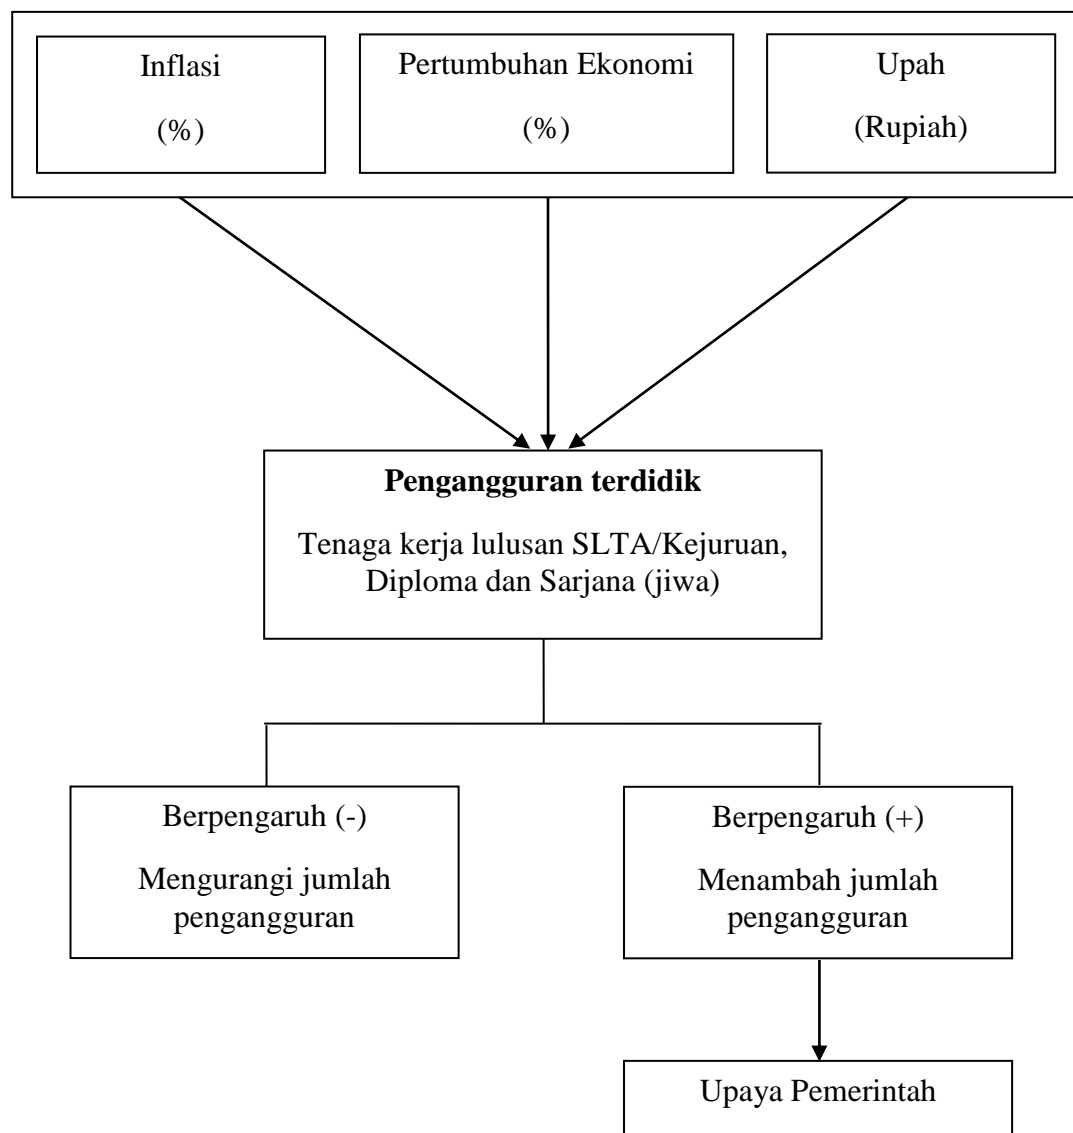 Inflasi
(%)
Pertumbuhan Ekonomi
(%)
Upah
(Rupiah)
Pengangguran terdidik
Tenaga kerja lulusan SLTA/Kejuruan,
Diploma dan Sarjana (jiwa)
Berpengaruh (-)
Mengurangi jumlah
pengangguran
Berpengaruh (+)
Menambah jumlah
pengangguran
Upaya Pemerintah